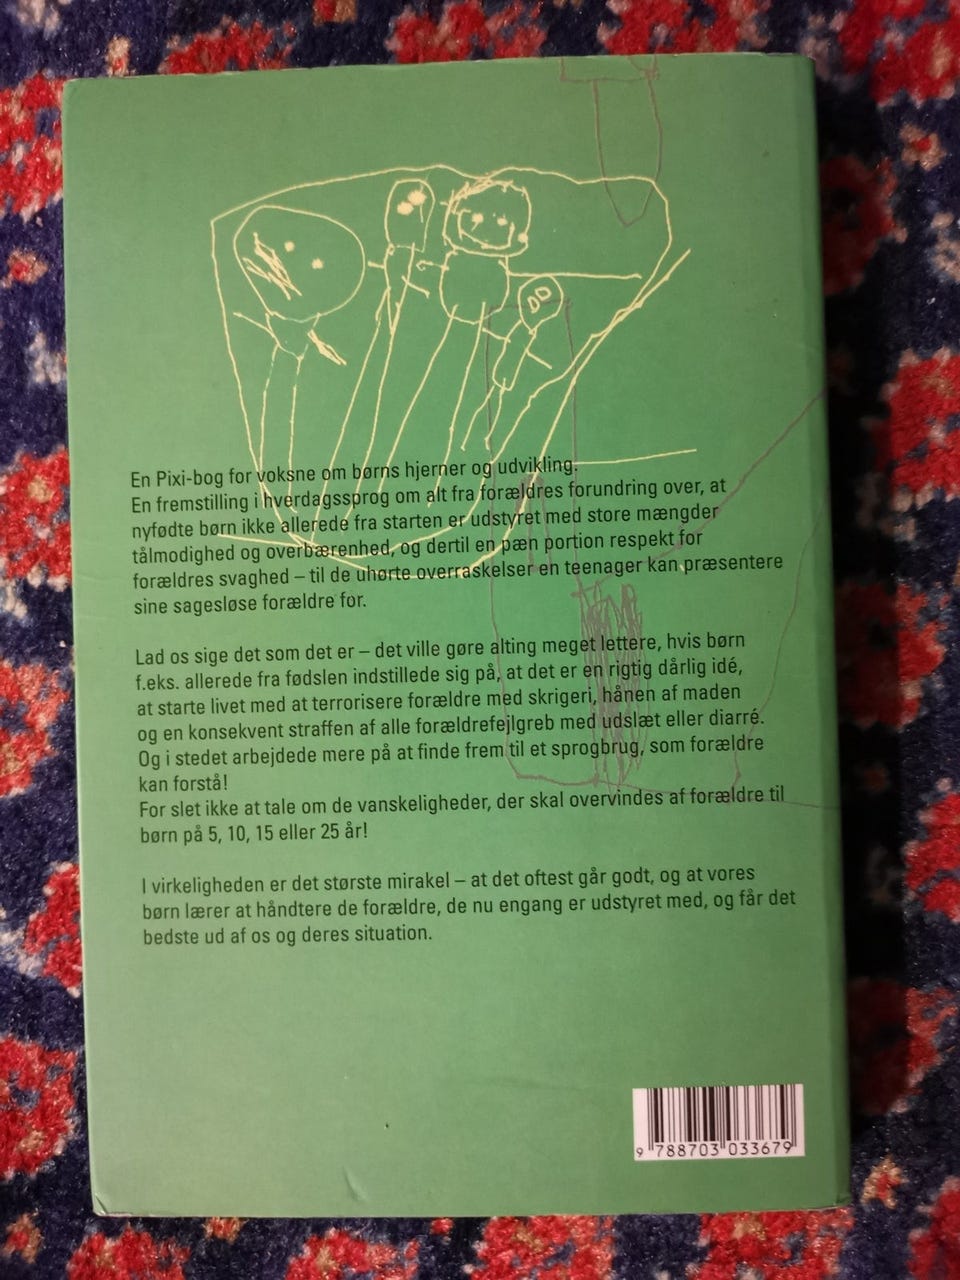 En Pixi-bog for voksne om børns hjerner og udvikling.
En fremstilling i hverdagssprog om alt fra forældres forundring over, at
nyfødte børn ikke allerede fra starten er udstyret med store mængder
tålmodighed og overbærenhed, og dertil en pæn portion respekt for
forældres svaghed – til de uhørte overraskelser en teenager kan præsentere
sine sagesløse forældre for.
Lad os sige det som det er – det ville gøre alting meget lettere, hvis børn
f.eks. allerede fra fødslen indstillede sig på, at det er en rigtig dårlig idé,
at starte livet med at terrorisere forældre med skrigeri, hånen af maden
og en konsekvent straffen af alle forældrefejlgreb med udslæt eller diarré.
Og i stedet arbejdede mere på at finde frem til et sprogbrug, som forældre
kan forstå!
For slet ikke at tale om de vanskeligheder, der skal overvindes af forældre til
børn på 5, 10, 15 eller 25 år!
I virkeligheden er det største mirakel – at det oftest går godt, og at vores
børn lærer at håndtere de forældre, de nu engang er udstyret med, og får det
bedste ud af os og deres situation.
9 788703 033679